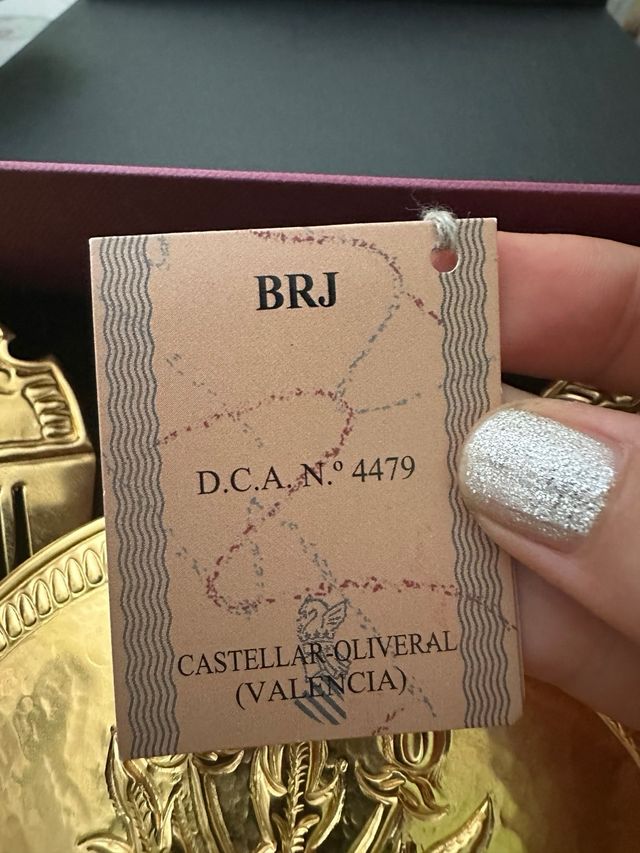 BRJ
D.C.A. N.º 4479
CASTELLAR-OLIVERAL
(VALENCIA)